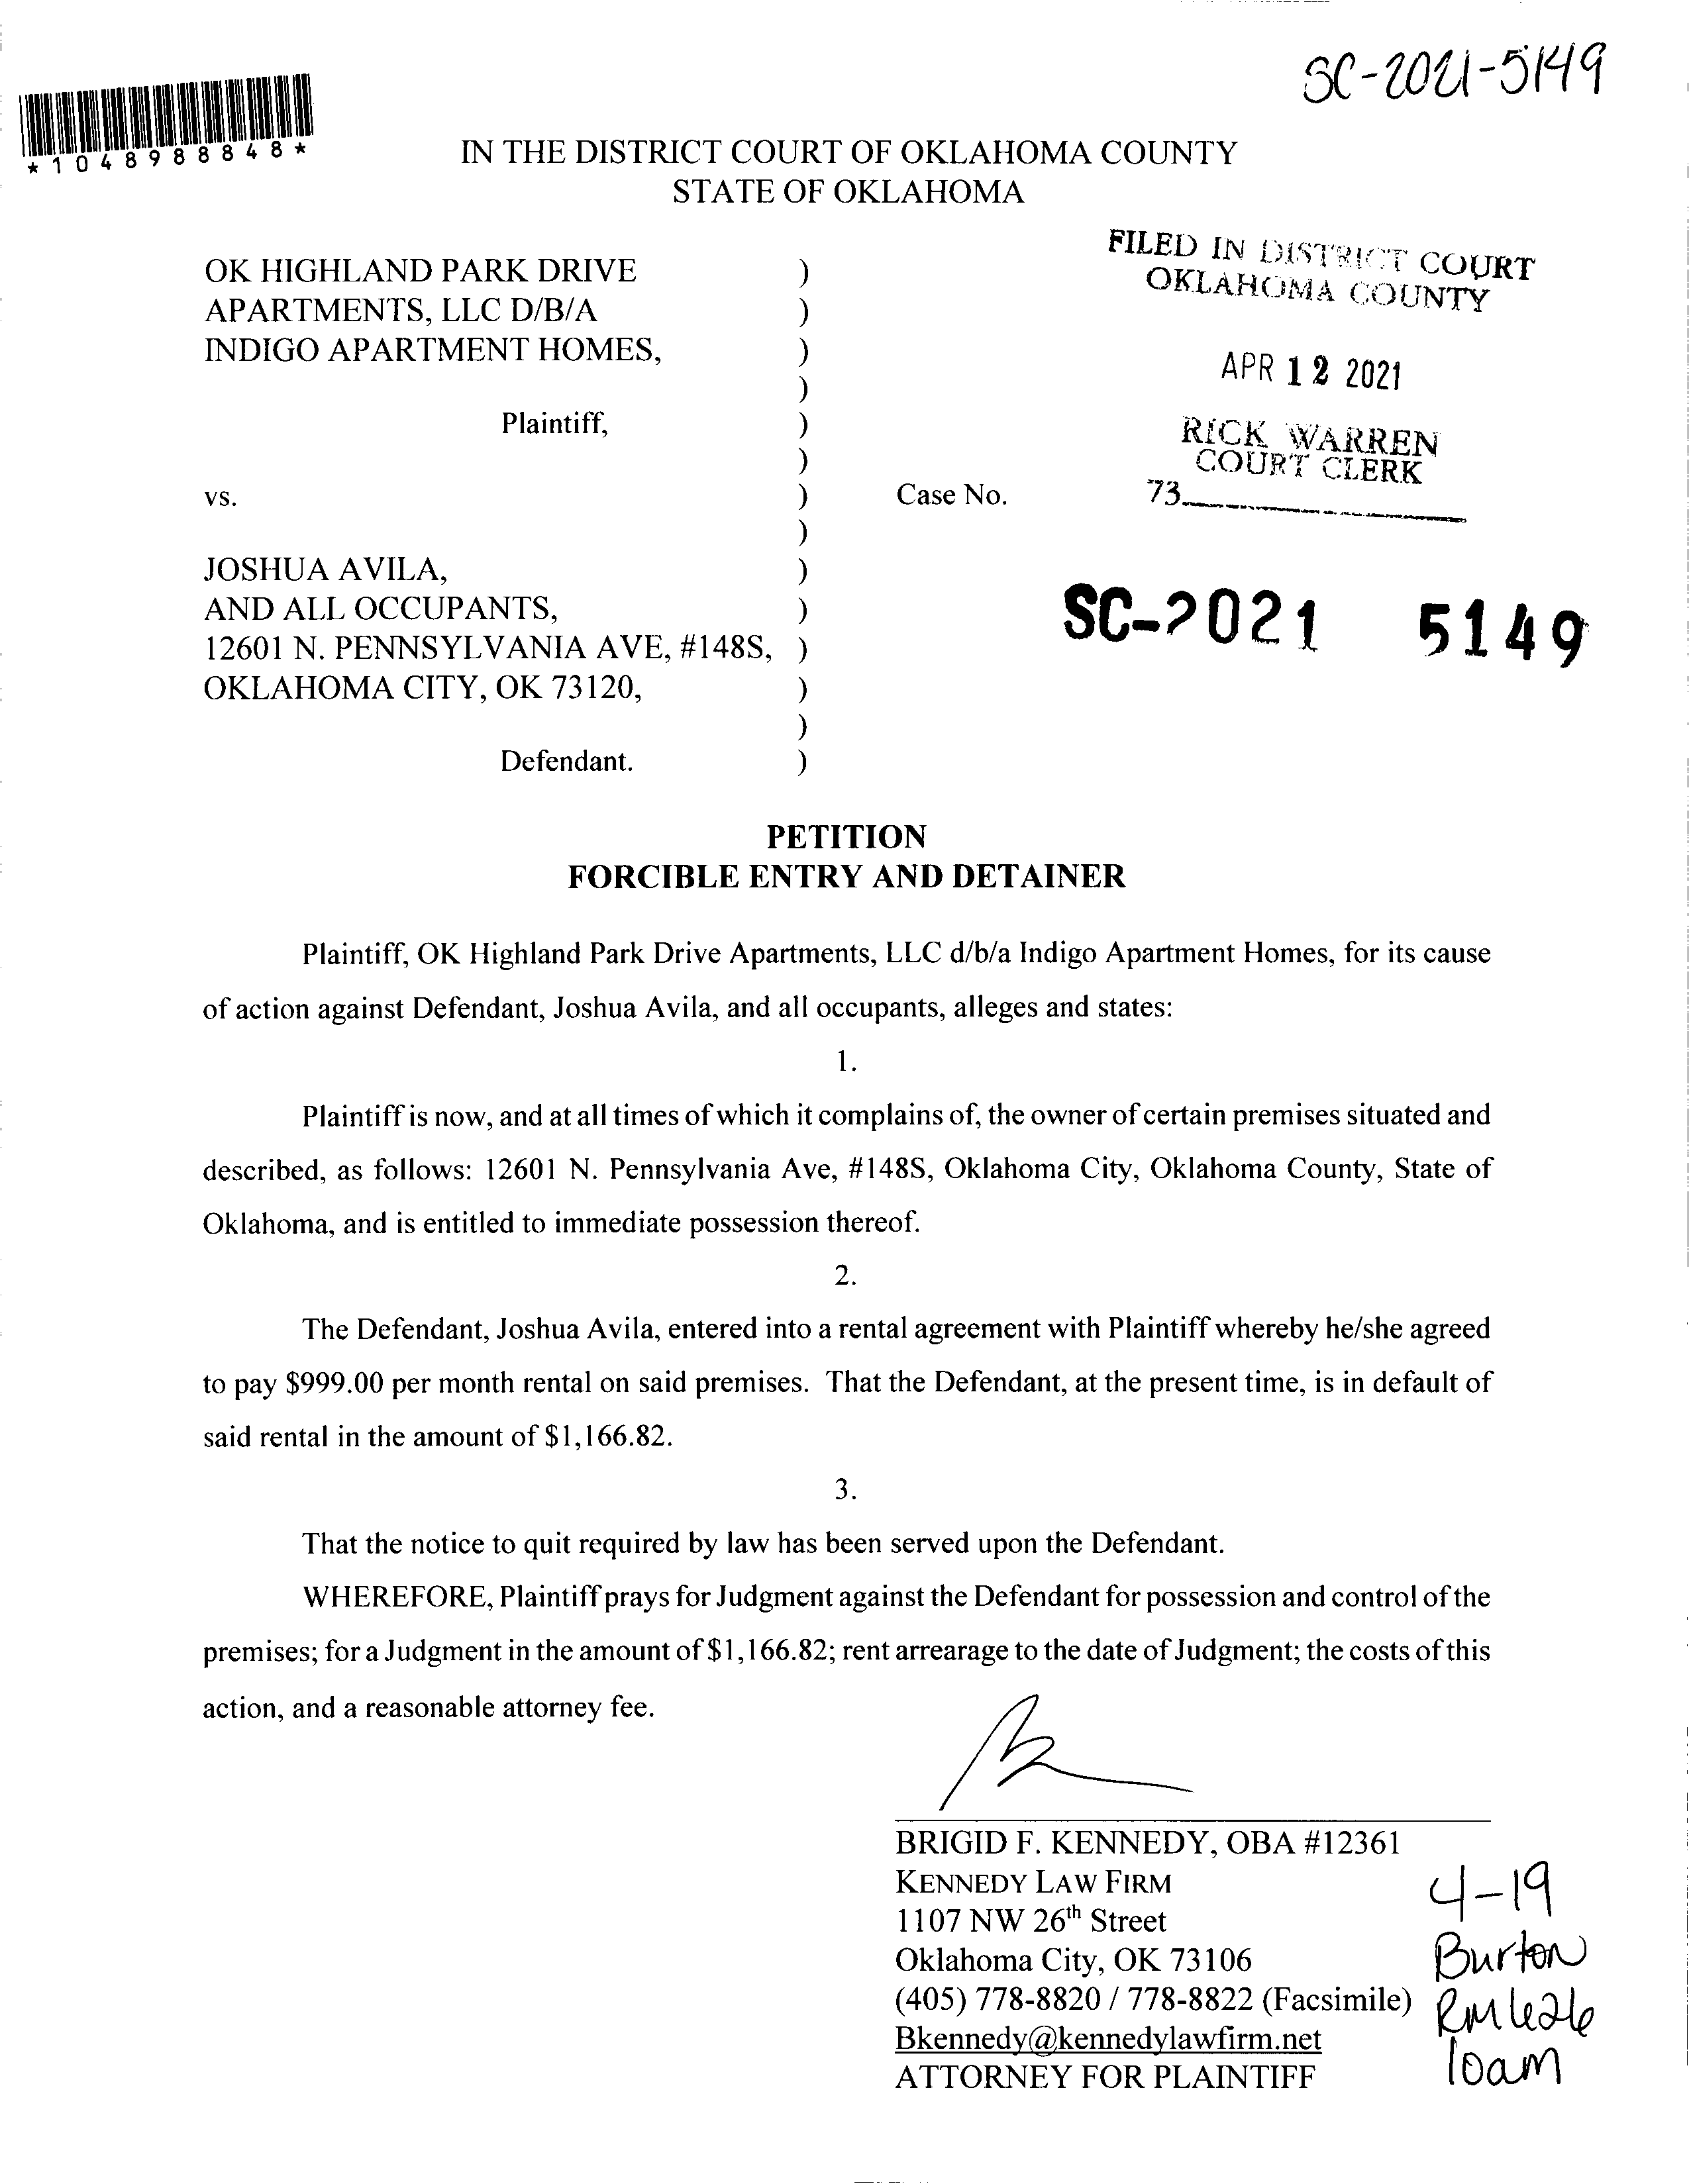 SC-2021-5149
*1048988848*
IN THE DISTRICT COURT OF OKLAHOMA COUNTY
STATE OF OKLAHOMA
FILED IN DISTRICT COURT
OKLAHOMA COUNTY
APR 12 2021
RICK WARREN
COURT CLERK
73
OK HIGHLAND PARK DRIVE )
APARTMENTS, LLC D/B/A )
INDIGO APARTMENT HOMES, )
)
Plaintiff, )
)
vs. ) Case No.
)
JOSHUA AVILA, )
AND ALL OCCUPANTS, ) SC-2021 5149
12601 N. PENNSYLVANIA AVE, #148S, )
OKLAHOMA CITY, OK 73120, )
)
Defendant. )
PETITION
FORCIBLE ENTRY AND DETAINER
Plaintiff, OK Highland Park Drive Apartments, LLC d/b/a Indigo Apartment Homes, for its cause
of action against Defendant, Joshua Avila, and all occupants, alleges and states:
1.
Plaintiff is now, and at all times of which it complains of, the owner of certain premises situated and
described, as follows: 12601 N. Pennsylvania Ave, #148S, Oklahoma City, Oklahoma County, State of
Oklahoma, and is entitled to immediate possession thereof.
2.
The Defendant, Joshua Avila, entered into a rental agreement with Plaintiff whereby he/she agreed
to pay $999.00 per month rental on said premises. That the Defendant, at the present time, is in default of
said rental in the amount of $1,166.82.
3.
That the notice to quit required by law has been served upon the Defendant.
WHEREFORE, Plaintiff prays for Judgment against the Defendant for possession and control of the
premises; for a Judgment in the amount of $1,166.82; rent arrearage to the date of Judgment; the costs of this
action, and a reasonable attorney fee.
BRIGID F. KENNEDY, OBA #12361
KENNEDY LAW FIRM
1107 NW 26th Street
Oklahoma City, OK 73106
(405) 778-8820 / 778-8822 (Facsimile)
Bkennedy@kennedylawfirm.net
ATTORNEY FOR PLAINTIFF
4-19
Burton
Rm 626
10am